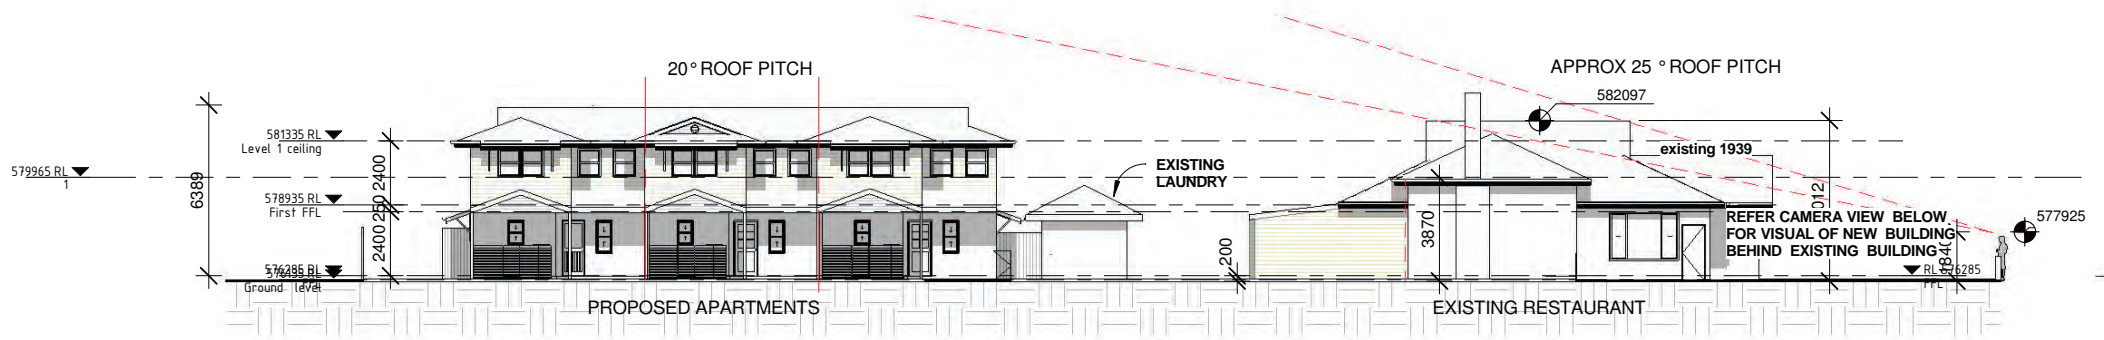 20° ROOF PITCH
APPROX 25 ° ROOF PITCH
582097
581335 RL
Level 1 ceiling
existing 1939
579965 RL
1
EXISTING
LAUNDRY
6389
2400
578935 RL
First FFL
250
2400
3870
REFER CAMERA VIEW BELOW
FOR VISUAL OF NEW BUILDING
BEHIND EXISTING BUILDING
577925
200
576285 RL
Ground level
RL 576285
FFL
PROPOSED APARTMENTS
EXISTING RESTAURANT